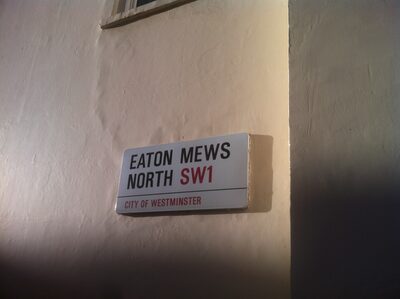 EATON MEWS
NORTH SW1
CITY OF WESTMINSTER